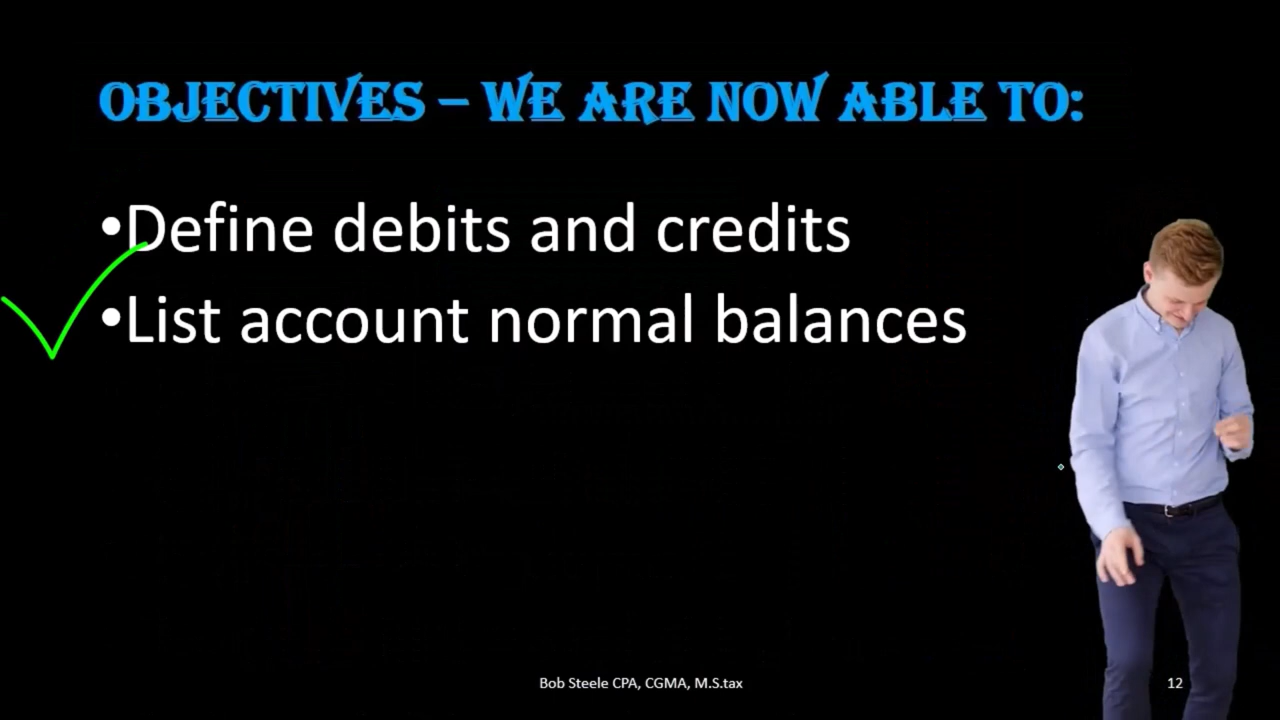 OBJECTIVES – WE ARE NOW ABLE TO:
•Define debits and credits
•List account normal balances
Bob Steele CPA, CGMA, M.S.tax
12